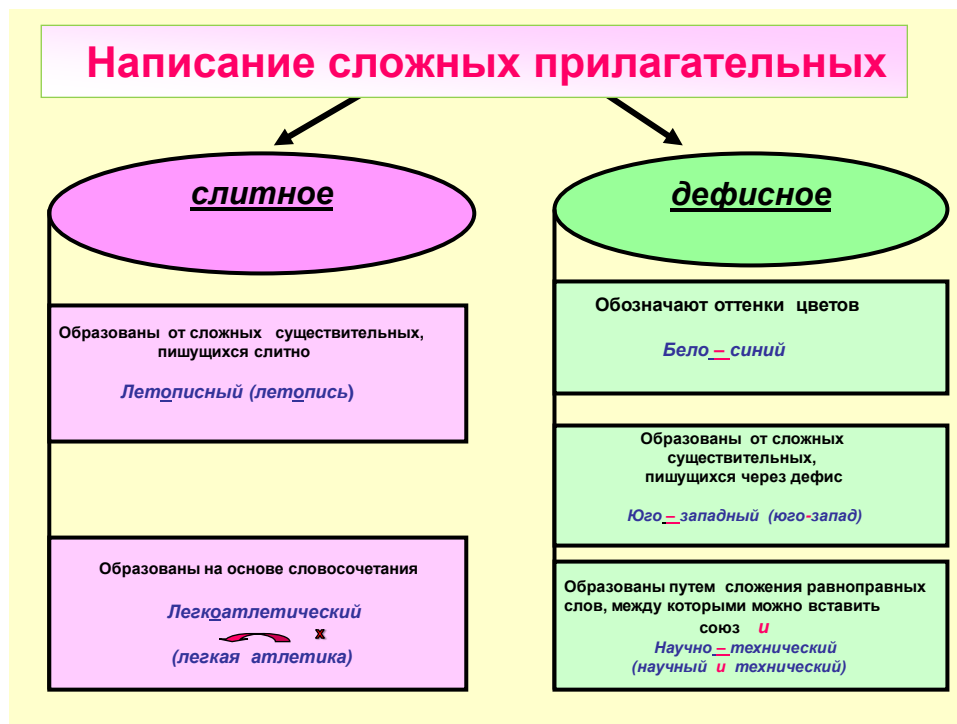 Написание сложных прилагательных
слитное
Образованы от сложных существительных,
пишущихся слитно
Летописный (летопись)
Образованы на основе словосочетания
Легкоатлетический
х
(легкая атлетика)
дефисное
Обозначают оттенки цветов
Бело – синий
Образованы от сложных
существительных,
пишущихся через дефис
Юго – западный (юго-запад)
Образованы путем сложения равноправных
слов, между которыми можно вставить
союз и
Научно – технический
(научный и технический)